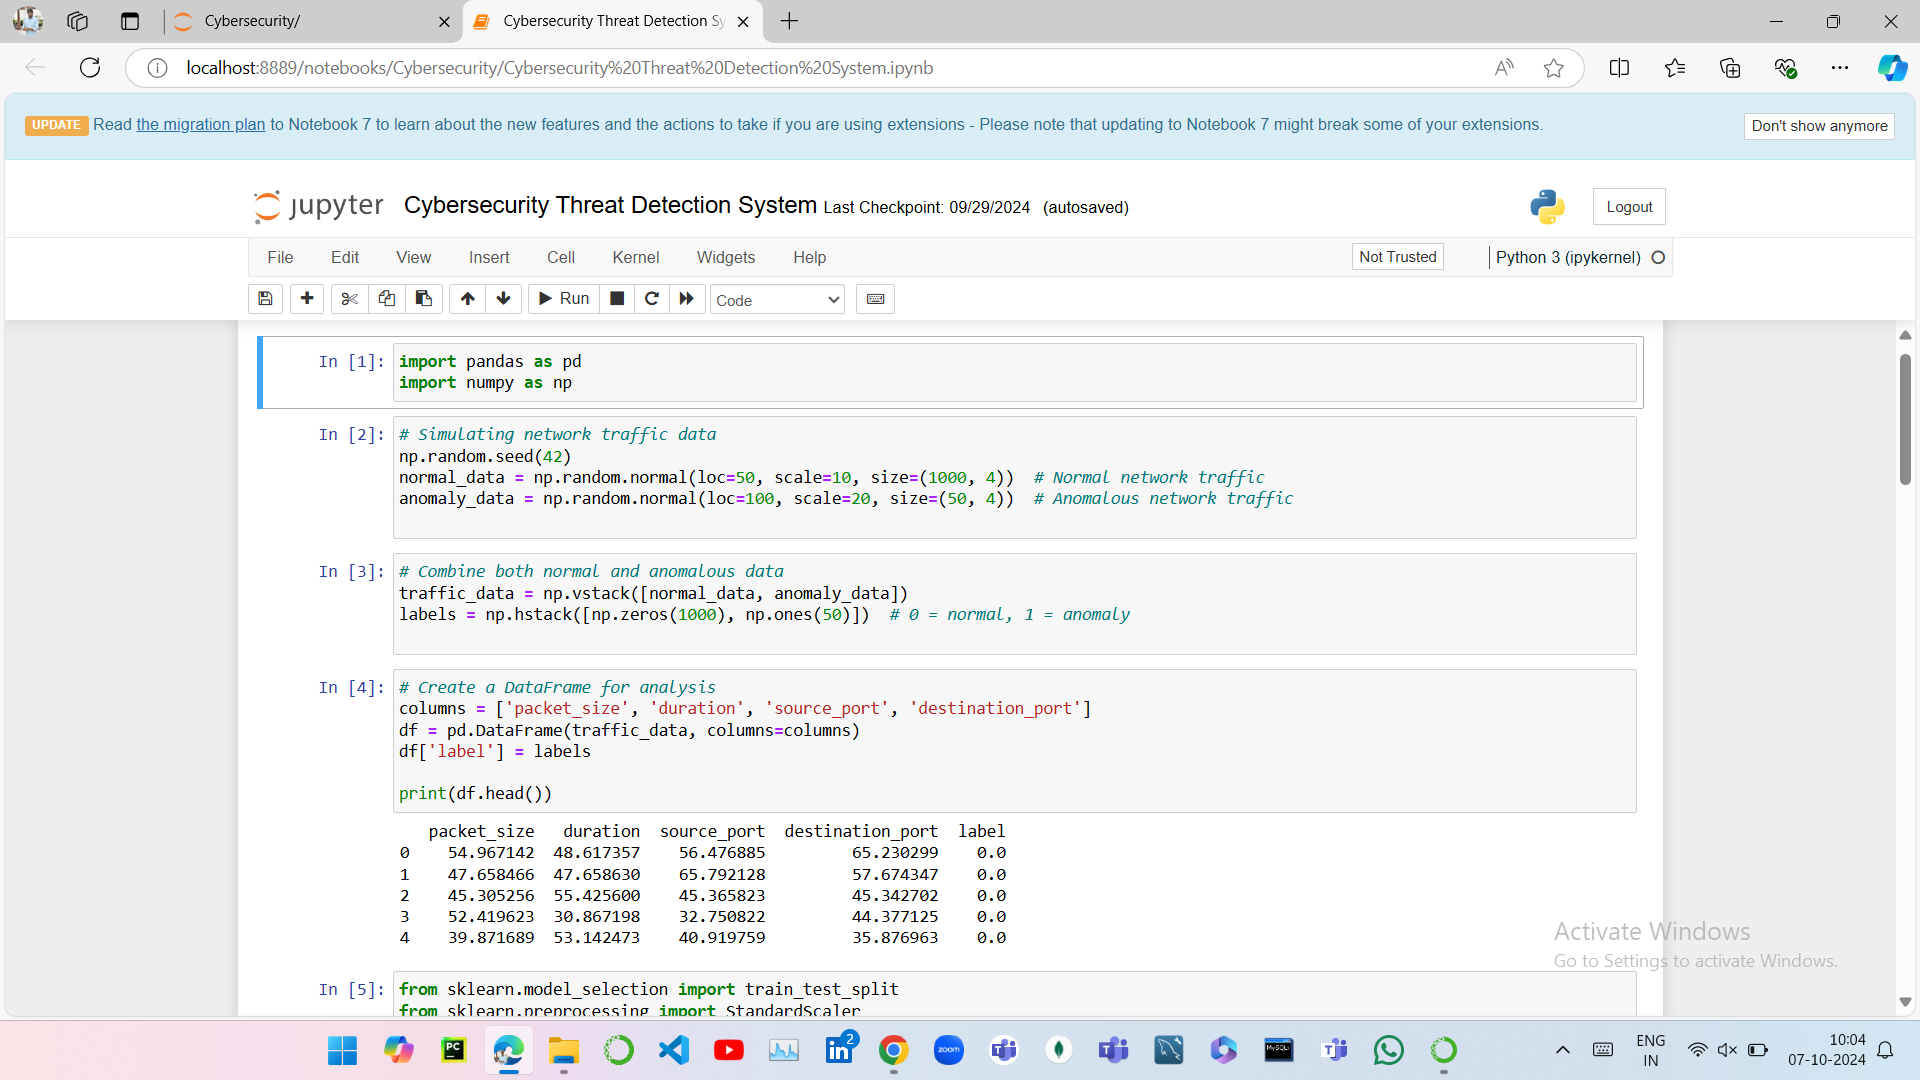 Cybersecurity/
Cybersecurity Threat Detection Sy
localhost:8889/notebooks/Cybersecurity/Cybersecurity%20Threat%20Detection%20System.ipynb
UPDATE Read the migration plan to Notebook 7 to learn about the new features and the actions to take if you are using extensions - Please note that updating to Notebook 7 might break some of your extensions.
Don't show anymore
jupyter Cybersecurity Threat Detection System Last Checkpoint: 09/29/2024 (autosaved)
Logout
File Edit View Insert Cell Kernel Widgets Help
Not Trusted
Python 3 (ipykernel)
Run
Code
In [1]: import pandas as pd
import numpy as np
In [2]: # Simulating network traffic data
np.random.seed(42)
normal_data = np.random.normal(loc=50, scale=10, size=(1000, 4))  # Normal network traffic
anomaly_data = np.random.normal(loc=100, scale=20, size=(50, 4))  # Anomalous network traffic
In [3]: # Combine both normal and anomalous data
traffic_data = np.vstack([normal_data, anomaly_data])
labels = np.hstack([np.zeros(1000), np.ones(50)])  # 0 = normal, 1 = anomaly
In [4]: # Create a DataFrame for analysis
columns = ['packet_size', 'duration', 'source_port', 'destination_port']
df = pd.DataFrame(traffic_data, columns=columns)
df['label'] = labels
print(df.head())
packet_size duration source_port destination_port label
0 54.967142 48.617357 56.476885 65.230299 0.0
1 47.658466 47.658630 65.792128 57.674347 0.0
2 45.305256 55.425600 45.365823 45.342702 0.0
3 52.419623 30.867198 32.750822 44.377125 0.0
4 39.871689 53.142473 40.919759 35.876963 0.0
Activate Windows
Go to Settings to activate Windows.
In [5]: from sklearn.model_selection import train_test_split
from sklearn.preprocessing import StandardScaler
PC
2
zoom
MySQL
ENG
IN
10:04
07-10-2024